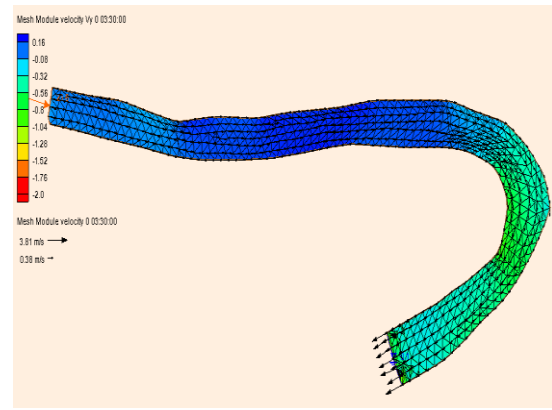 Mesh Module velocity Vy 0 03:30:00
0.16
-0.08
-0.32
-0.56
-0.8
-1.04
-1.28
-1.52
-1.76
-2.0
Mesh Module velocity 0 03:30:00
3.81 m/s
0.38 m/s